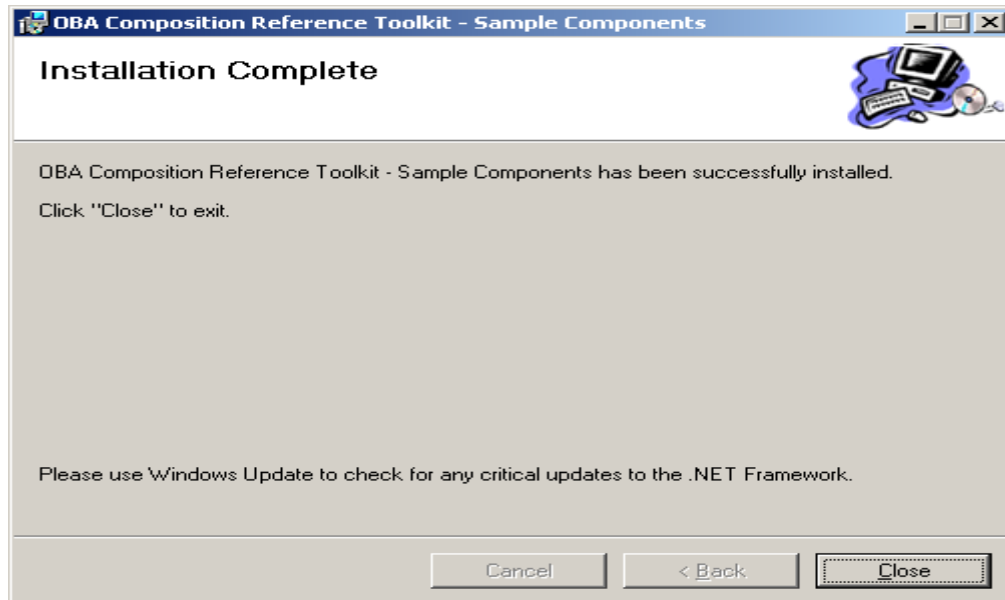 OBA Composition Reference Toolkit - Sample Components
Installation Complete
OBA Composition Reference Toolkit - Sample Components has been successfully installed.
Click "Close" to exit.
Please use Windows Update to check for any critical updates to the .NET Framework.
Cancel < Back Close